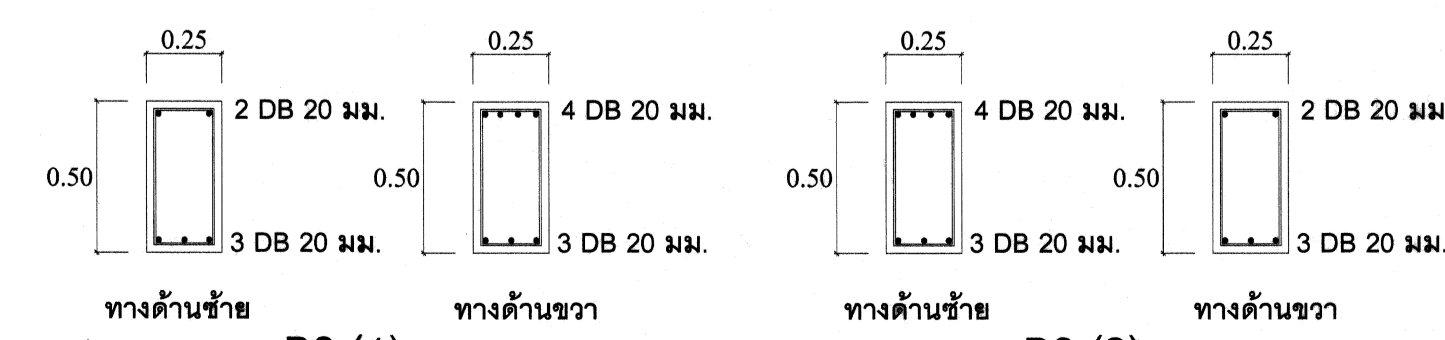 0.25 0.25 0.25 0.25
2 DB 20 มม. 4 DB 20 มม. 4 DB 20 มม. 2 DB 20 มม
0.50 0.50 0.50 0.50
3 DB 20 มม. 3 DB 20 มม. 3 DB 20 มม. 3 DB 20 มม.
ทางด้านซ้าย ทางด้านขวา ทางด้านซ้าย ทางด้านขวา